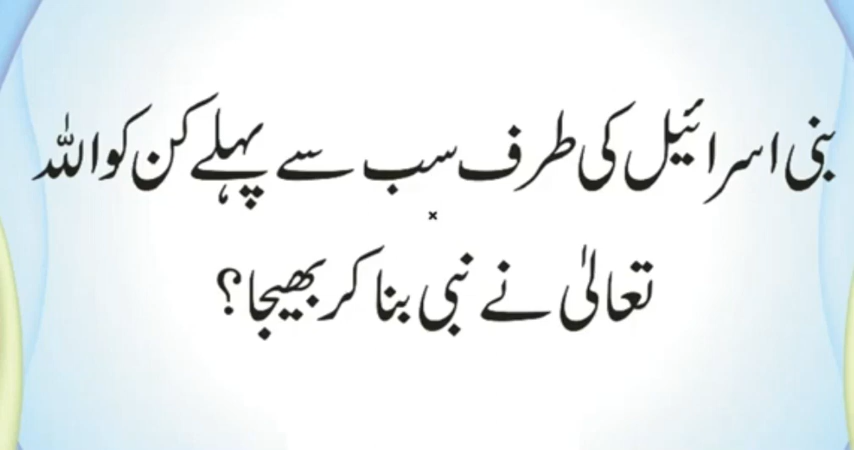 بنی اسرائیل کی طرف سب سے پہلے کن کو اللہ
تعالیٰ نے نبی بنا کر بھیجا؟